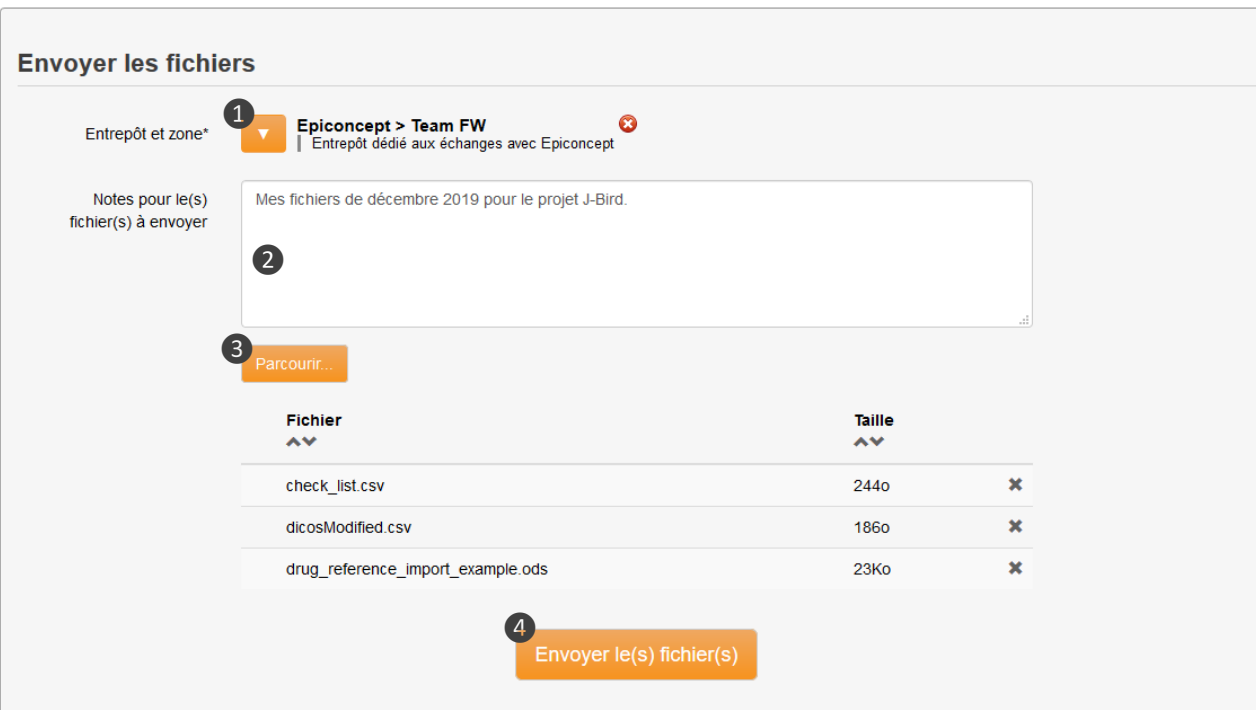 Envoyer les fichiers
1
Entrepôt et zone*
Epiconcept > Team FW
Entrepôt dédié aux échanges avec Epiconcept
Notes pour le(s)
fichier(s) à envoyer
Mes fichiers de décembre 2019 pour le projet J-Bird.
2
3
Parcourir...
Fichier Taille
check_list.csv 244o
dicosModified.csv 186o
drug_reference_import_example.ods 23Ko
4
Envoyer le(s) fichier(s)